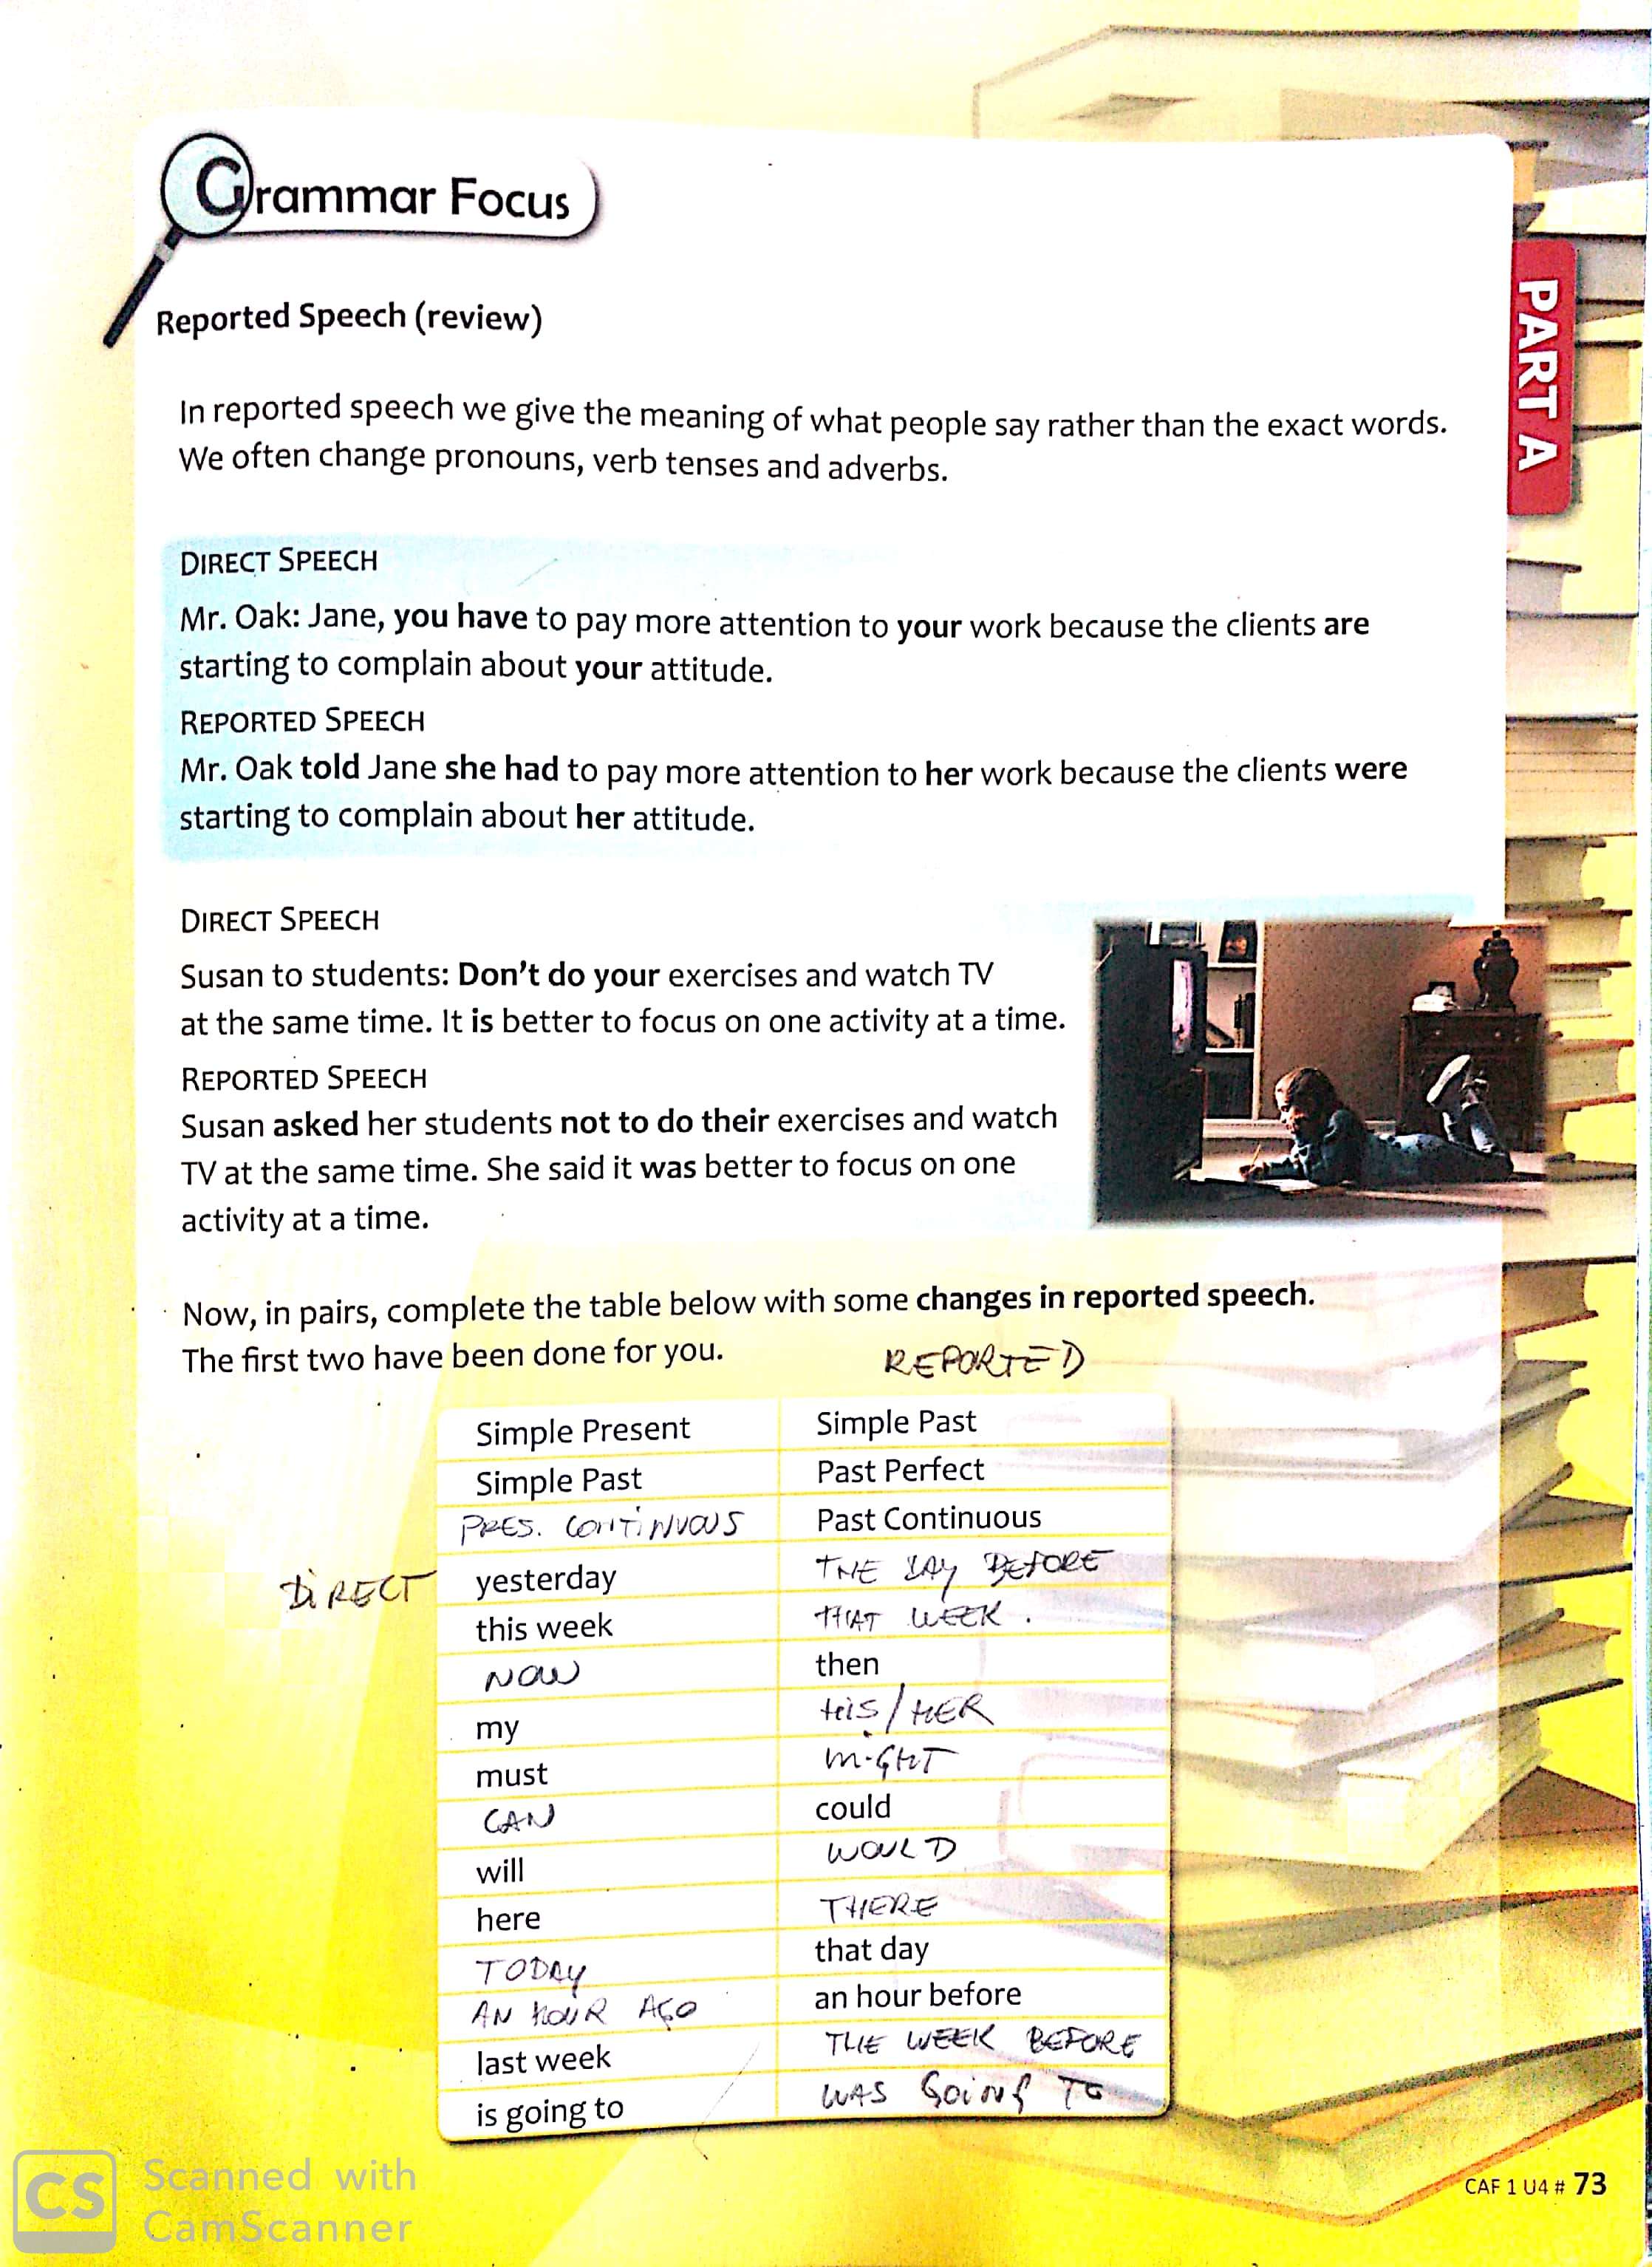 Grammar Focus
PART A
Reported Speech (review)
In reported speech we give the meaning of what people say rather than the exact words.
We often change pronouns, verb tenses and adverbs.
DIRECT SPEECH
Mr. Oak: Jane, you have to pay more attention to your work because the clients are
starting to complain about your attitude.
REPORTED SPEECH
Mr. Oak told Jane she had to pay more attention to her work because the clients were
starting to complain about her attitude.
DIRECT SPEECH
Susan to students: Don't do your exercises and watch TV
at the same time. It is better to focus on one activity at a time.
REPORTED SPEECH
Susan asked her students not to do their exercises and watch
TV at the same time. She said it was better to focus on one
activity at a time.
Now, in pairs, complete the table below with some changes in reported speech.
The first two have been done for you.
REPORTED
Simple Present Simple Past
Simple Past Past Perfect
PRES. CONTINUOUS Past Continuous
DIRECT
yesterday THE DAY BEFORE
this week THAT WEEK.
NOW then
my HIS/HER
must MIGHT
CAN could
will WOULD
here THERE
TODAY that day
AN HOUR AGO an hour before
last week THE WEEK BEFORE
is going to WAS GOING TO
CAF 1 U4 # 73
CS Scanned with
CamScanner